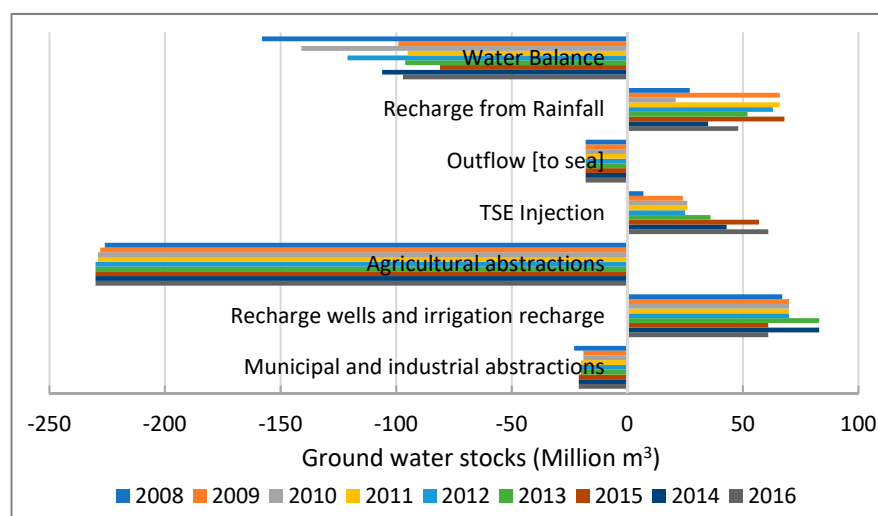 Water Balance
Recharge from Rainfall
Outflow [to sea]
TSE Injection
Agricultural abstractions
Recharge wells and irrigation recharge
Municipal and industrial abstractions
-250 -200 -150 -100 -50 0 50 100
Ground water stocks (Million m³)
2008 2009 2010 2011 2012 2013 2015 2014 2016